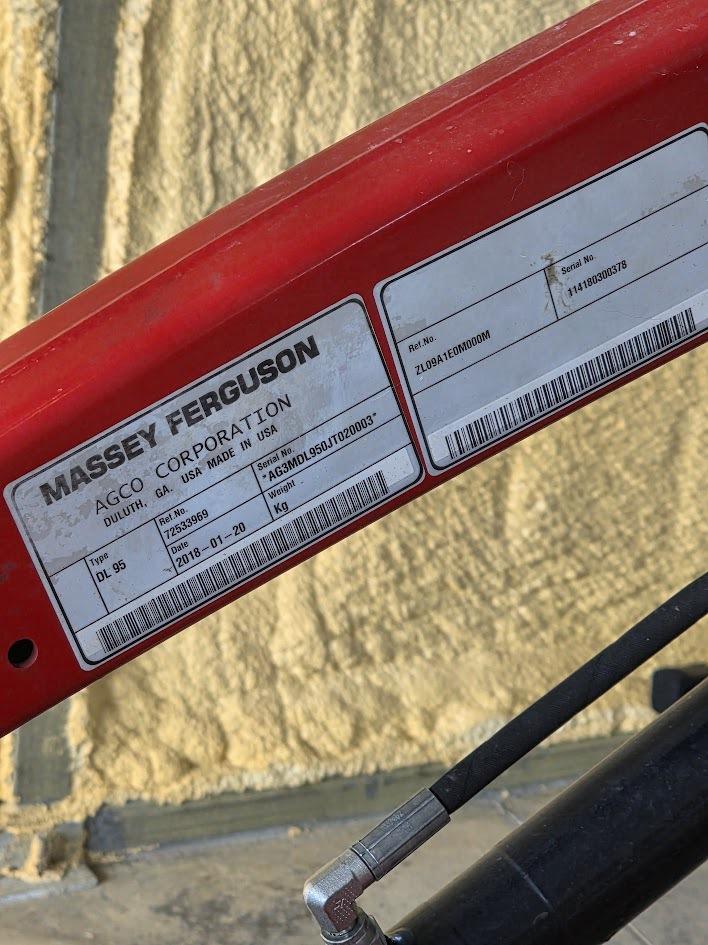 MASSEY FERGUSON
AGCO CORPORATION
DULUTH, GA. USA MADE IN USA
Type
DL 95
Ref.No.
72533969
Serial No.
*AG3MDL950JT020003*
Date
2018-01-20
Weight
Kg
Ref.No.
ZL09A1E0M000M
Serial No.
114180300378